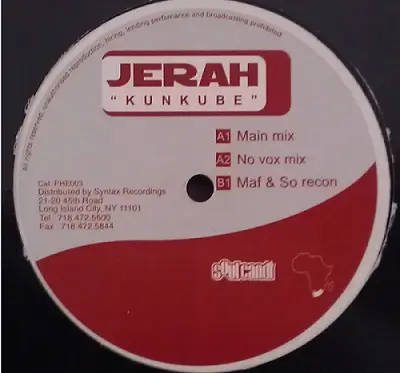 All rights reserved, unauthorised reproduction, hiring, lending performance and broadcasting prohibited
JERAH
"KUNKUBE"
A1 Main mix
A2 No vox mix
B1 Maf & So recon
Cat. PHE003
Distributed by Syntax Recordings
21-20 45th Road
Long Island City, NY 11101
Tel 718.472.5600
Fax 718.472.5844